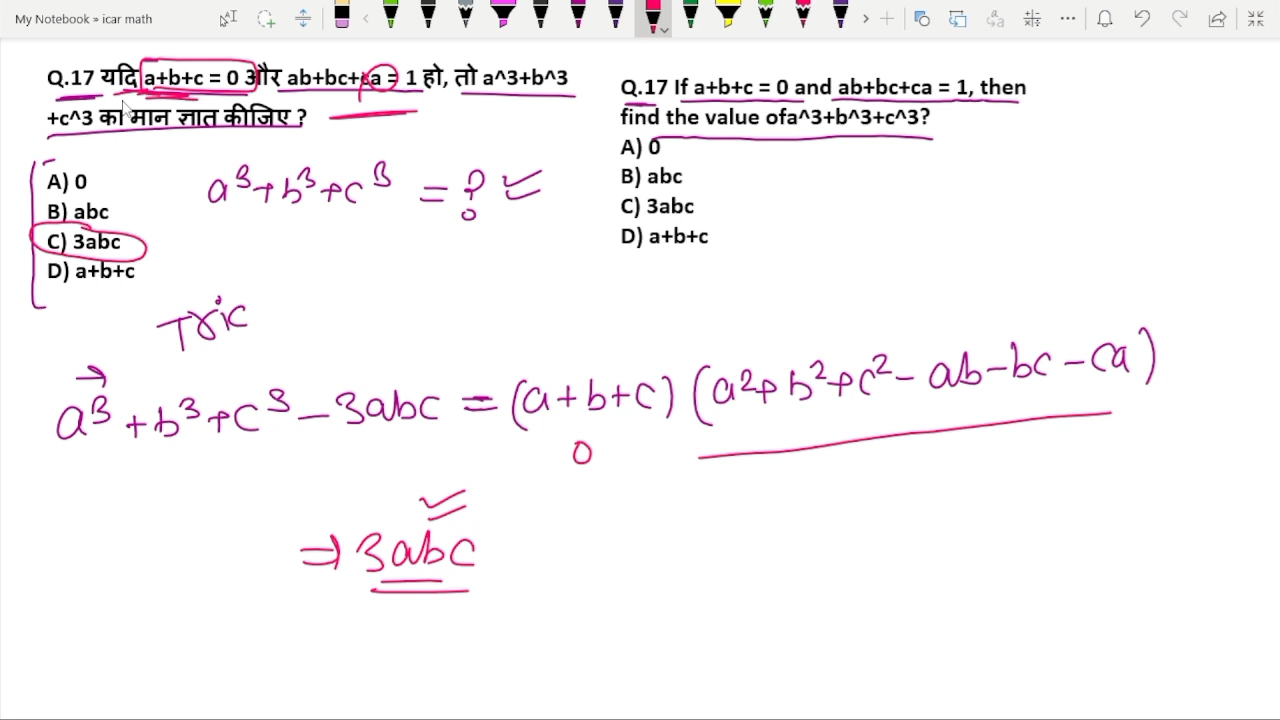 My Notebook » icar math
Q.17 यदि a+b+c = 0 और ab+bc+ca = 1 हो, तो a^3+b^3
+c^3 का मान ज्ञात कीजिए ?
A) 0
B) abc
C) 3abc
D) a+b+c
Q.17 If a+b+c = 0 and ab+bc+ca = 1, then
find the value ofa^3+b^3+c^3?
A) 0
B) abc
C) 3abc
D) a+b+c
a³+b³+c³ = ?
Tric
a³+b³+c³-3abc = (a+b+c) (a²+b²+c²-ab-bc-ca)
0
⇒ 3abc